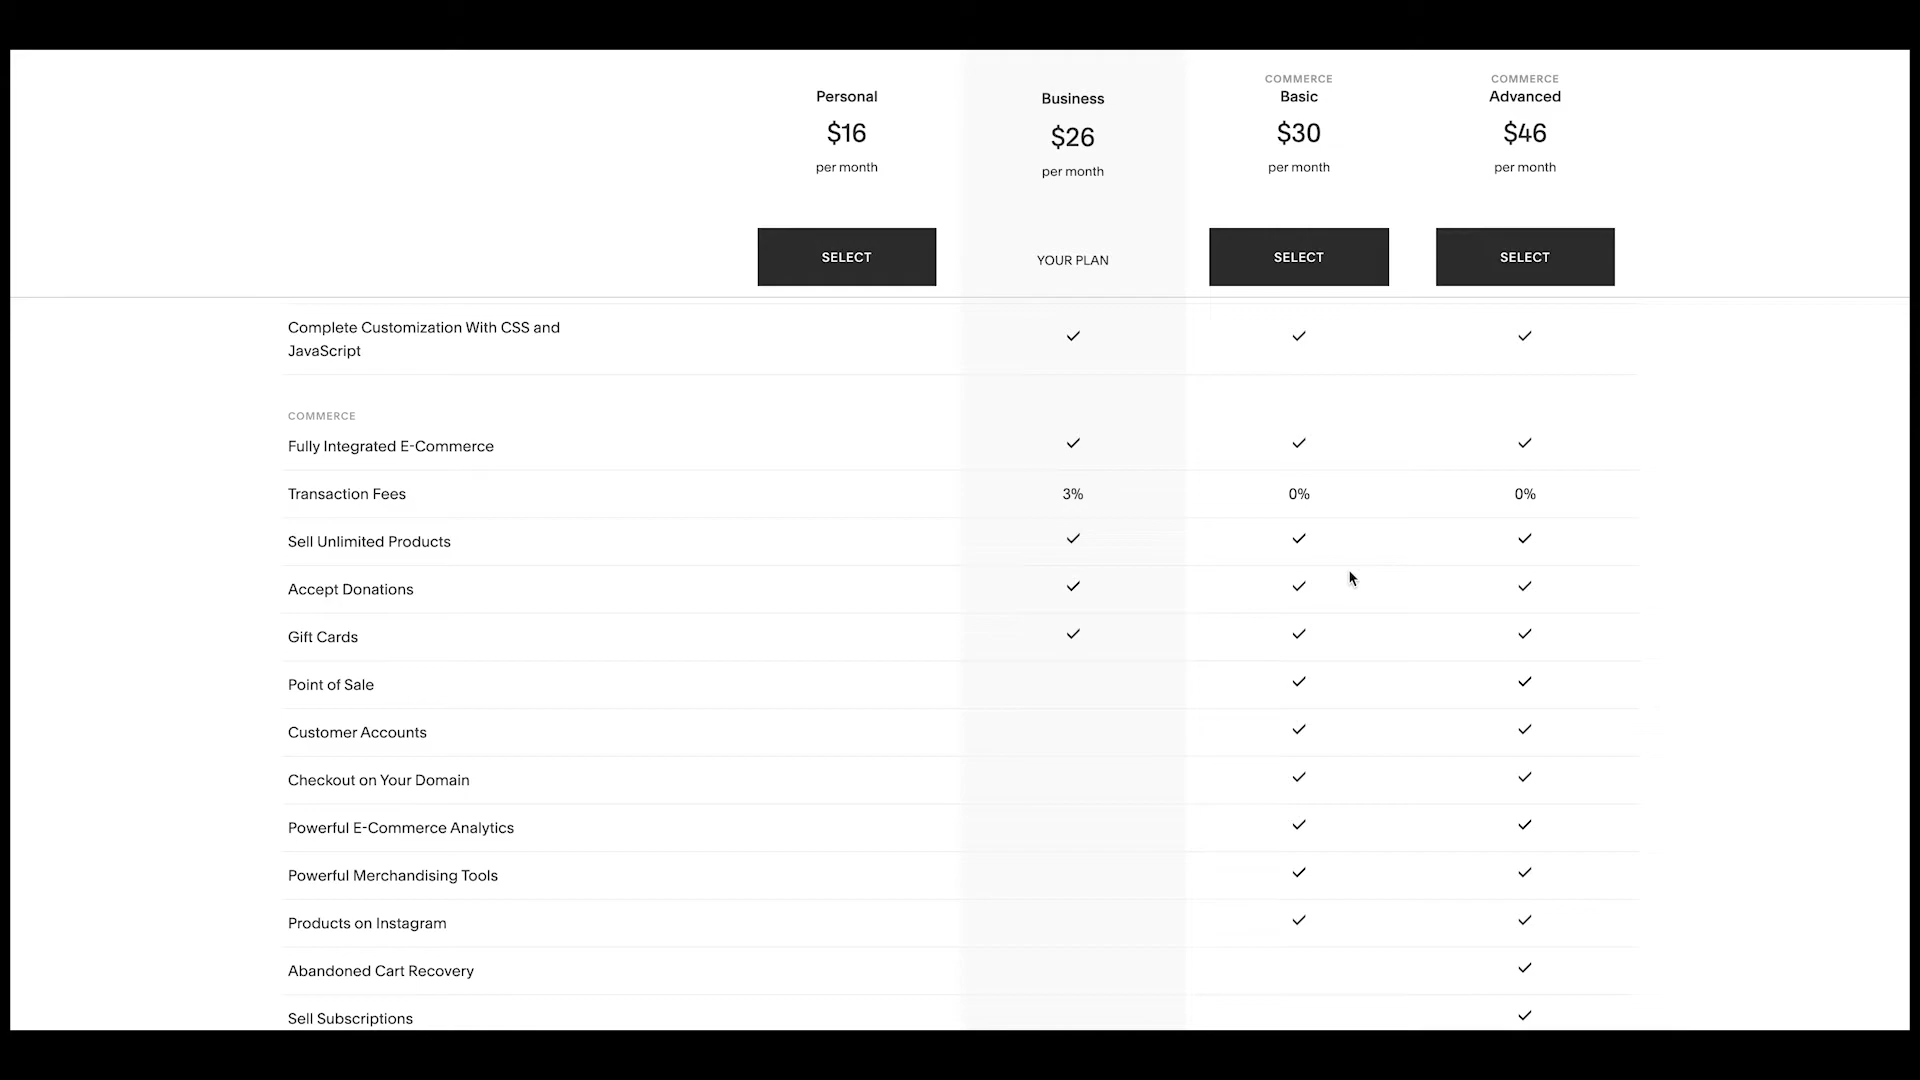 COMMERCE
COMMERCE
Personal
Business
Basic
Advanced
$16
$26
$30
$46
per month
per month
per month
per month
SELECT
YOUR PLAN
SELECT
SELECT
Complete Customization With CSS and
JavaScript
COMMERCE
Fully Integrated E-Commerce
Transaction Fees
3%
0%
0%
Sell Unlimited Products
Accept Donations
Gift Cards
Point of Sale
Customer Accounts
Checkout on Your Domain
Powerful E-Commerce Analytics
Powerful Merchandising Tools
Products on Instagram
Abandoned Cart Recovery
Sell Subscriptions